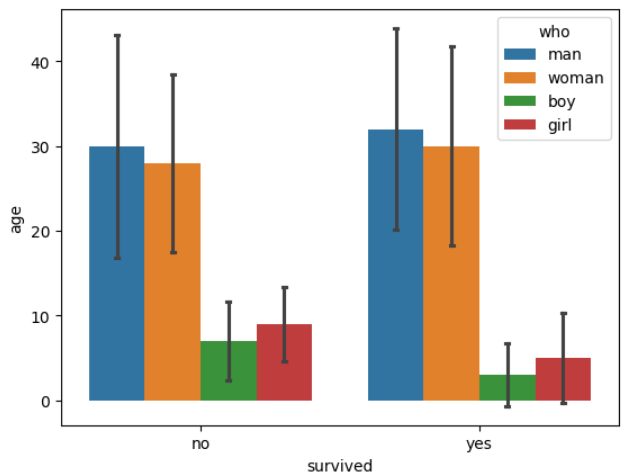 who
man
woman
boy
girl
40
30
20
10
0
age
no yes
survived